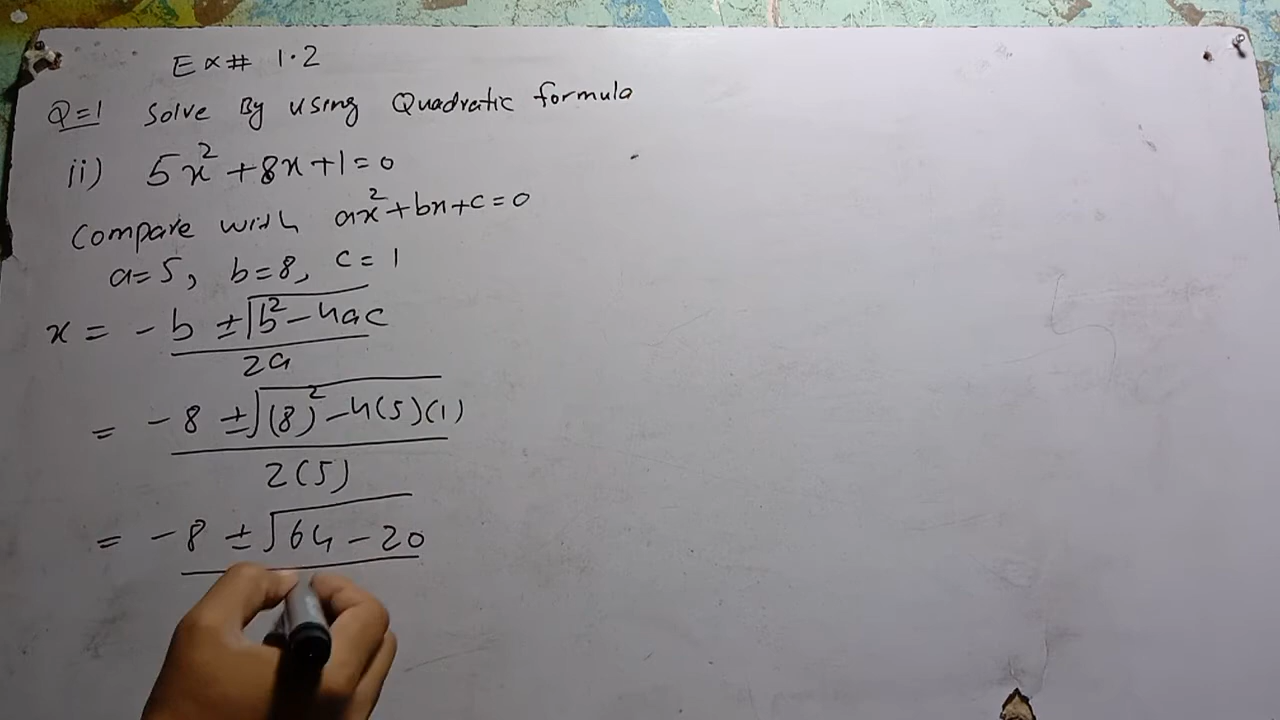 Ex# 1.2
Q=1 Solve By using Quadratic formula
ii) 5x²+8x+1=0
Compare with ax²+bx+c=0
a=5, b=8, c=1
x = -b ±√b²-4ac
2a
= -8 ±√(8)²-4(5)(1)
2(5)
= -8 ±√64-20